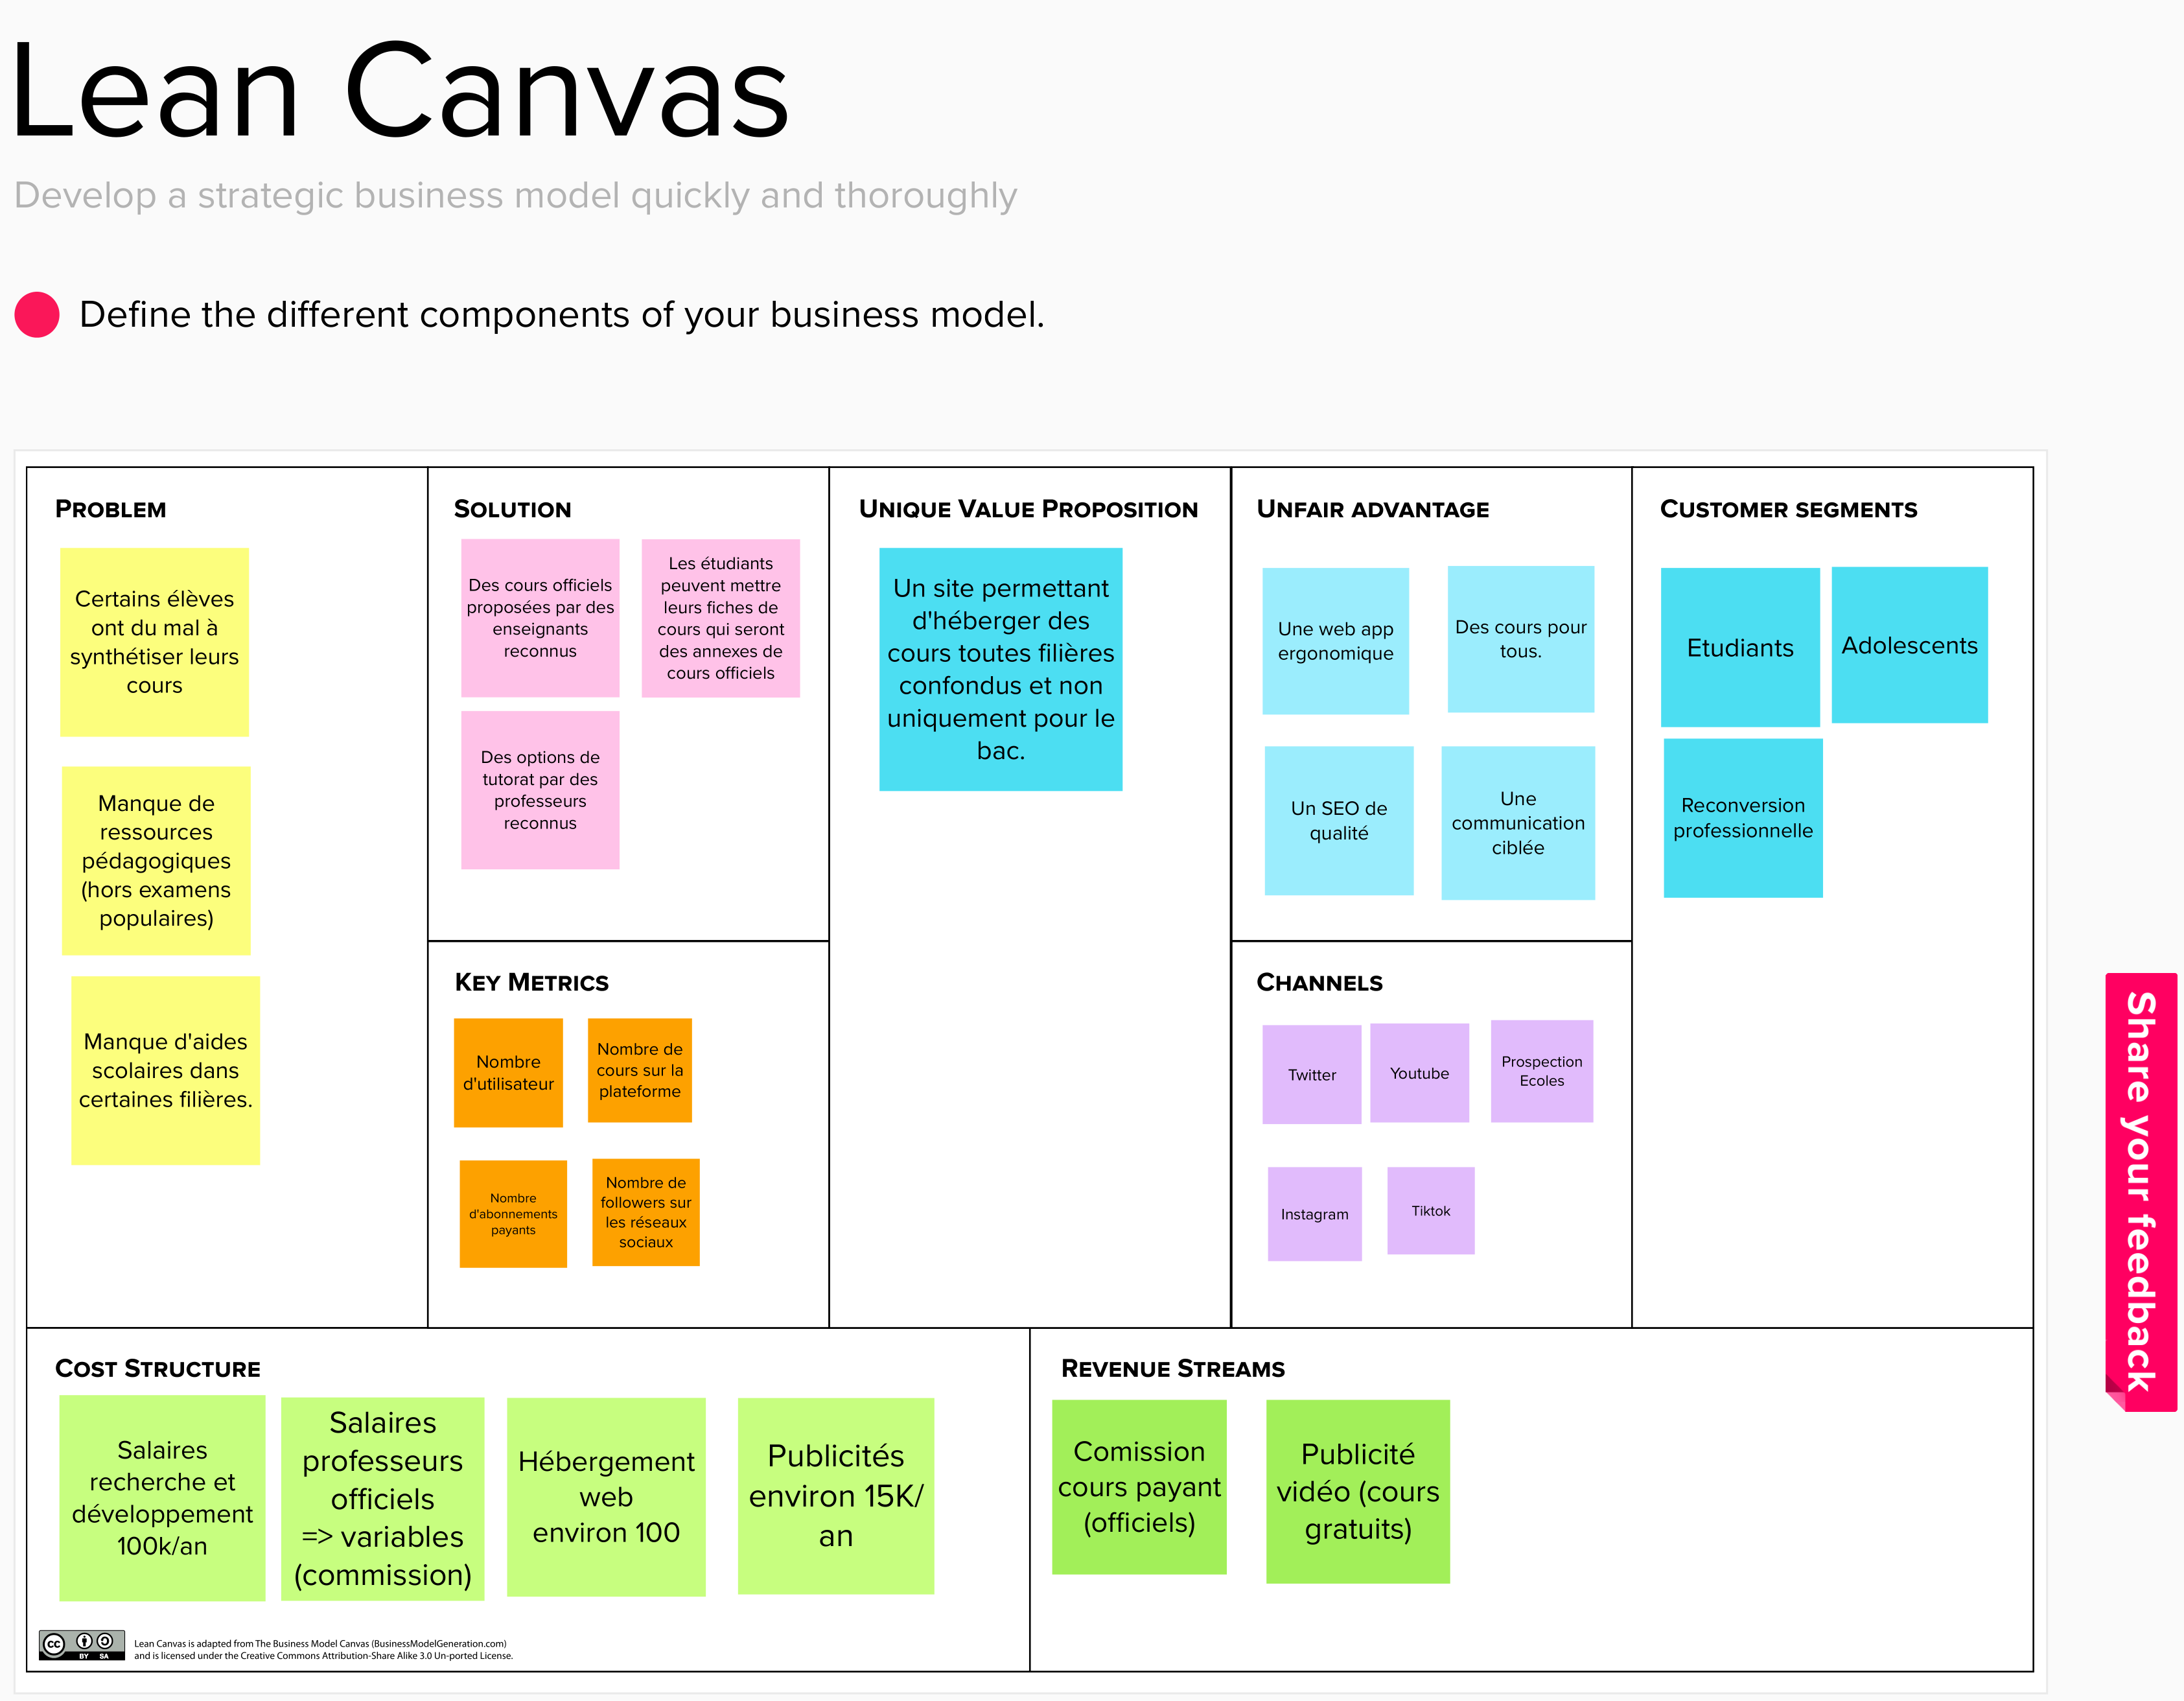 Lean Canvas
Develop a strategic business model quickly and thoroughly
Define the different components of your business model.
PROBLEM
Certains élèves
ont du mal à
synthétiser leurs
cours
Manque de
ressources
pédagogiques
(hors examens
populaires)
Manque d'aides
scolaires dans
certaines filières.
SOLUTION
Des cours officiels
proposées par des
enseignants
reconnus
Les étudiants
peuvent mettre
leurs fiches de
cours qui seront
des annexes de
cours officiels
Des options de
tutorat par des
professeurs
reconnus
KEY METRICS
Nombre
d'utilisateur
Nombre de
cours sur la
plateforme
Nombre
d'abonnements
payants
Nombre de
followers sur
les réseaux
sociaux
UNIQUE VALUE PROPOSITION
Un site permettant
d'héberger des
cours toutes filières
confondus et non
uniquement pour le
bac.
UNFAIR ADVANTAGE
Une web app
ergonomique
Des cours pour
tous.
Un SEO de
qualité
Une
communication
ciblée
CHANNELS
Twitter
Youtube
Prospection
Ecoles
Instagram
Tiktok
CUSTOMER SEGMENTS
Etudiants
Adolescents
Reconversion
professionnelle
COST STRUCTURE
Salaires
recherche et
développement
100k/an
Salaires
professeurs
officiels
=> variables
(commission)
Hébergement
web
environ 100
Publicités
environ 15K/
an
REVENUE STREAMS
Comission
cours payant
(officiels)
Publicité
vidéo (cours
gratuits)
cc
BY SA
Lean Canvas is adapted from The Business Model Canvas (BusinessModelGeneration.com)
and is licensed under the Creative Commons Attribution-Share Alike 3.0 Un-ported License.
Share your feedback